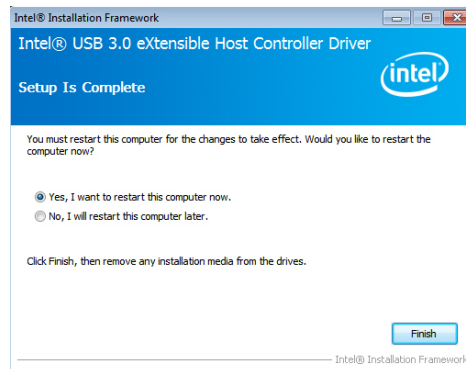 Intel® Installation Framework
Intel® USB 3.0 eXtensible Host Controller Driver
intel
Setup Is Complete
You must restart this computer for the changes to take effect. Would you like to restart the
computer now?
Yes, I want to restart this computer now.
No, I will restart this computer later.
Click Finish, then remove any installation media from the drives.
Finish
Intel® Installation Framework